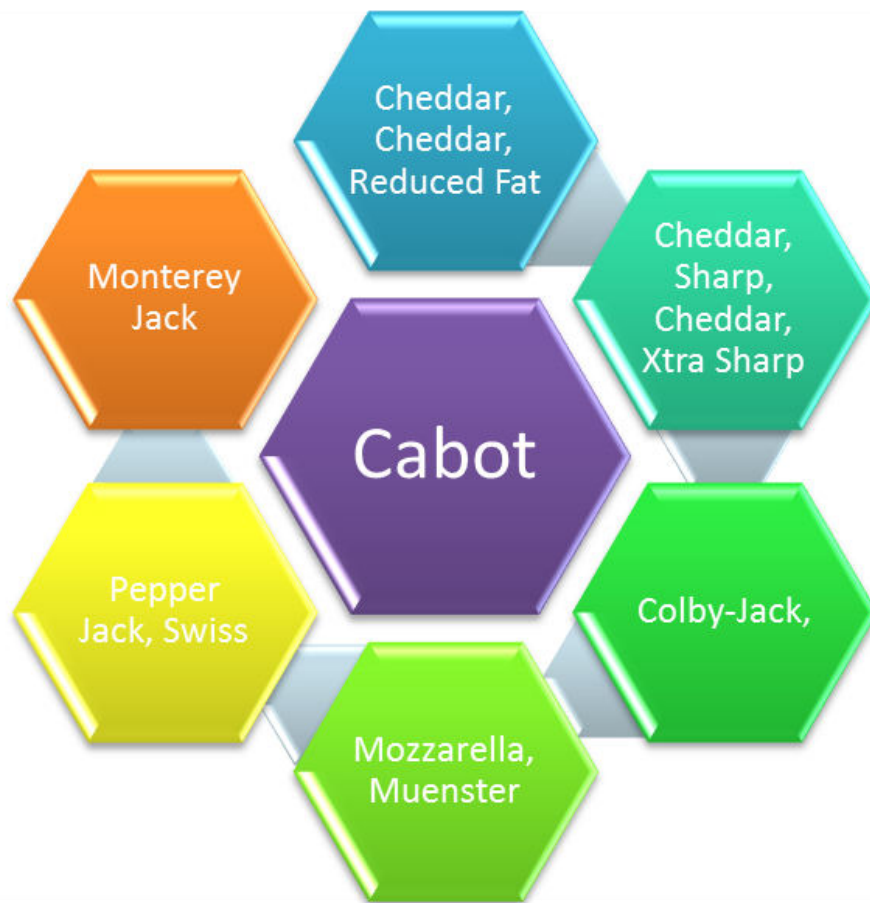 Cheddar,
Cheddar,
Reduced Fat
Cheddar,
Sharp,
Cheddar,
Xtra Sharp
Monterey
Jack
Cabot
Pepper
Jack, Swiss
Colby-Jack,
Mozzarella,
Muenster